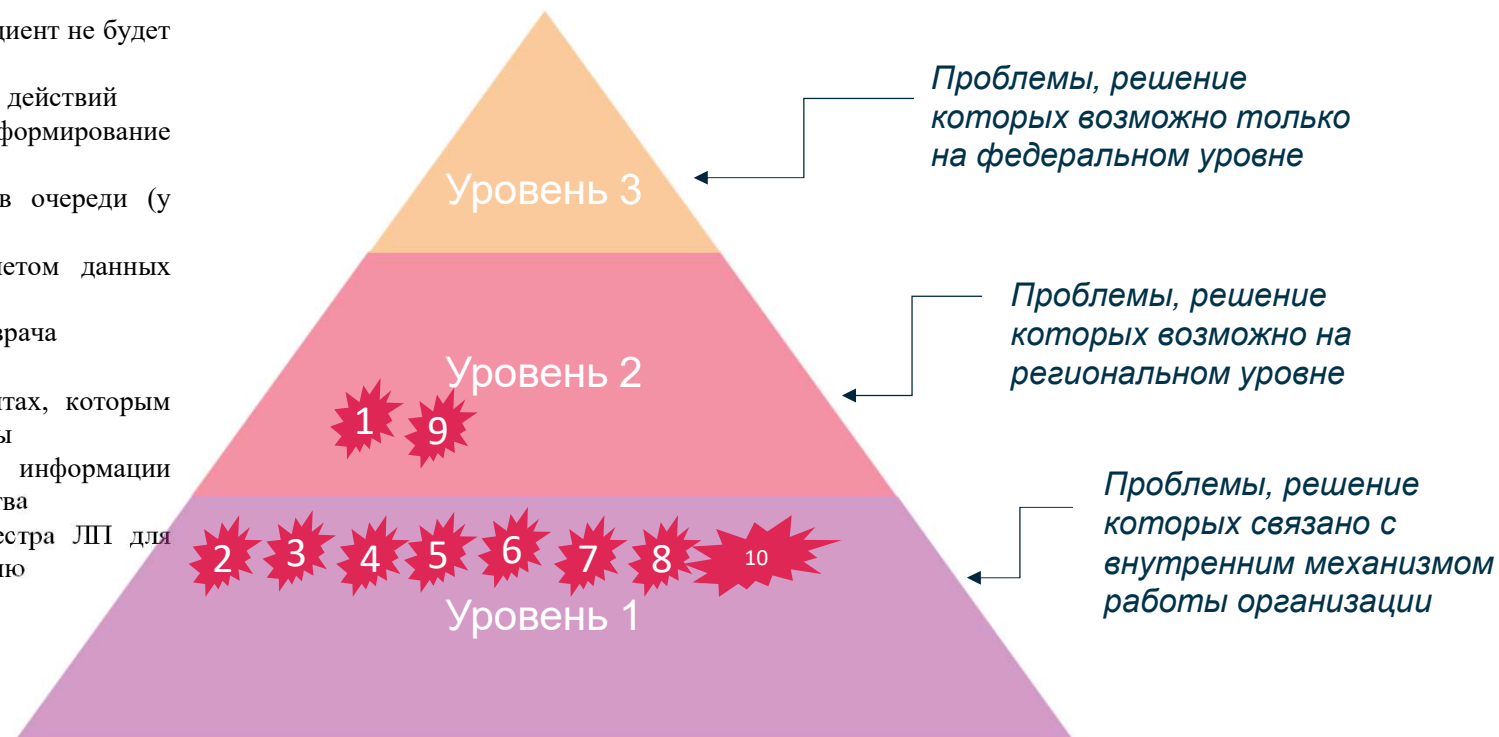 циент не будет
действий
формирование
в очереди (у
четом данных
врача
нтах, которым
ы
информации
тва
естра ЛП для
ию
Проблемы, решение
которых возможно только
на федеральном уровне
Уровень 3
Проблемы, решение
которых возможно на
региональном уровне
Уровень 2
1 9
Проблемы, решение
которых связано с
внутренним механизмом
работы организации
2 3 4 5 6 7 8 10
Уровень 1